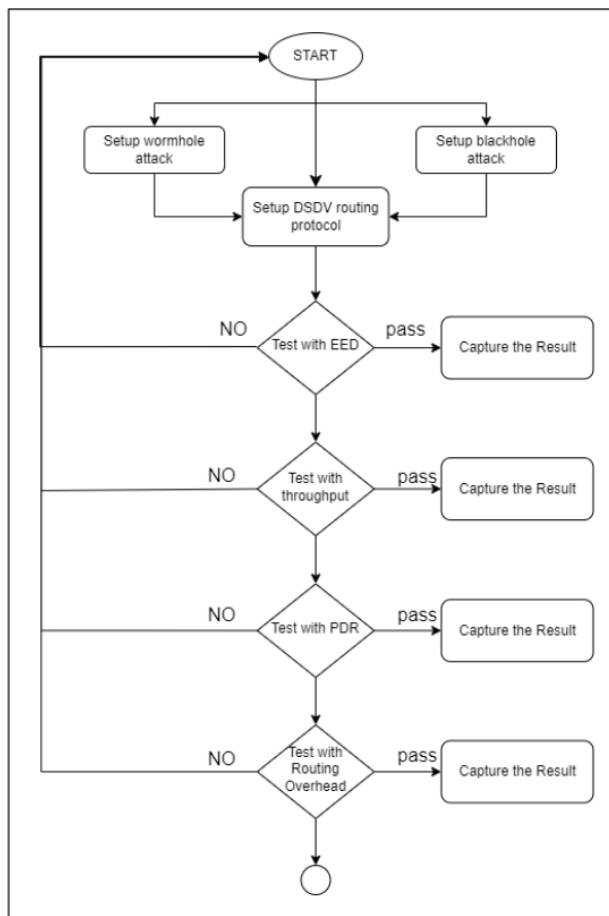 START
Setup wormhole
attack
Setup blackhole
attack
Setup DSDV routing
protocol
NO
Test with EED
pass
Capture the Result
NO
Test with
throughput
pass
Capture the Result
NO
Test with PDR
pass
Capture the Result
NO
Test with
Routing
Overhead
pass
Capture the Result